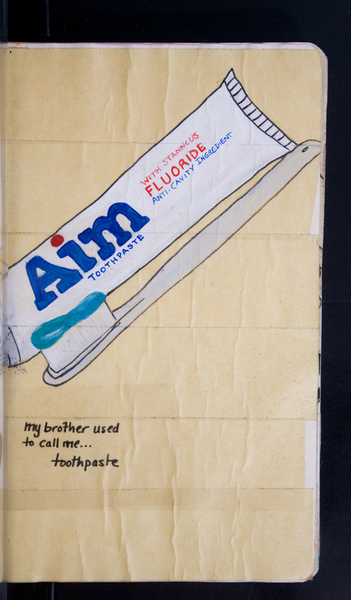 WITH STANNOUS
FLUORIDE
ANTI-CAVITY INGREDIENT
Aim
TOOTHPASTE
my brother used
to call me...
toothpaste